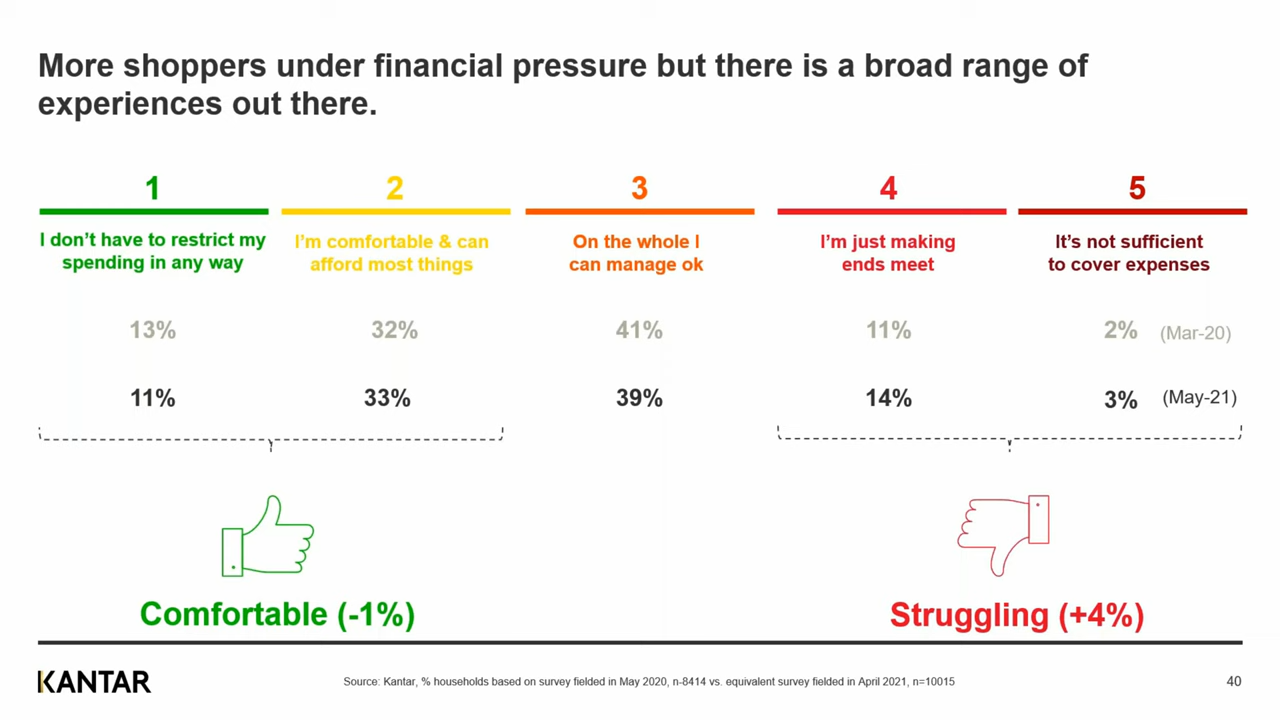 More shoppers under financial pressure but there is a broad range of
experiences out there.
1
2
3
4
5
I don't have to restrict my
spending in any way
I'm comfortable & can
afford most things
On the whole I
can manage ok
I'm just making
ends meet
It's not sufficient
to cover expenses
13%
32%
41%
11%
2%
(Mar-20)
11%
33%
39%
14%
3%
(May-21)
Comfortable (-1%)
Struggling (+4%)
KANTAR
Source: Kantar, % households based on survey fielded in May 2020, n-8414 vs. equivalent survey fielded in April 2021, n=10015
40